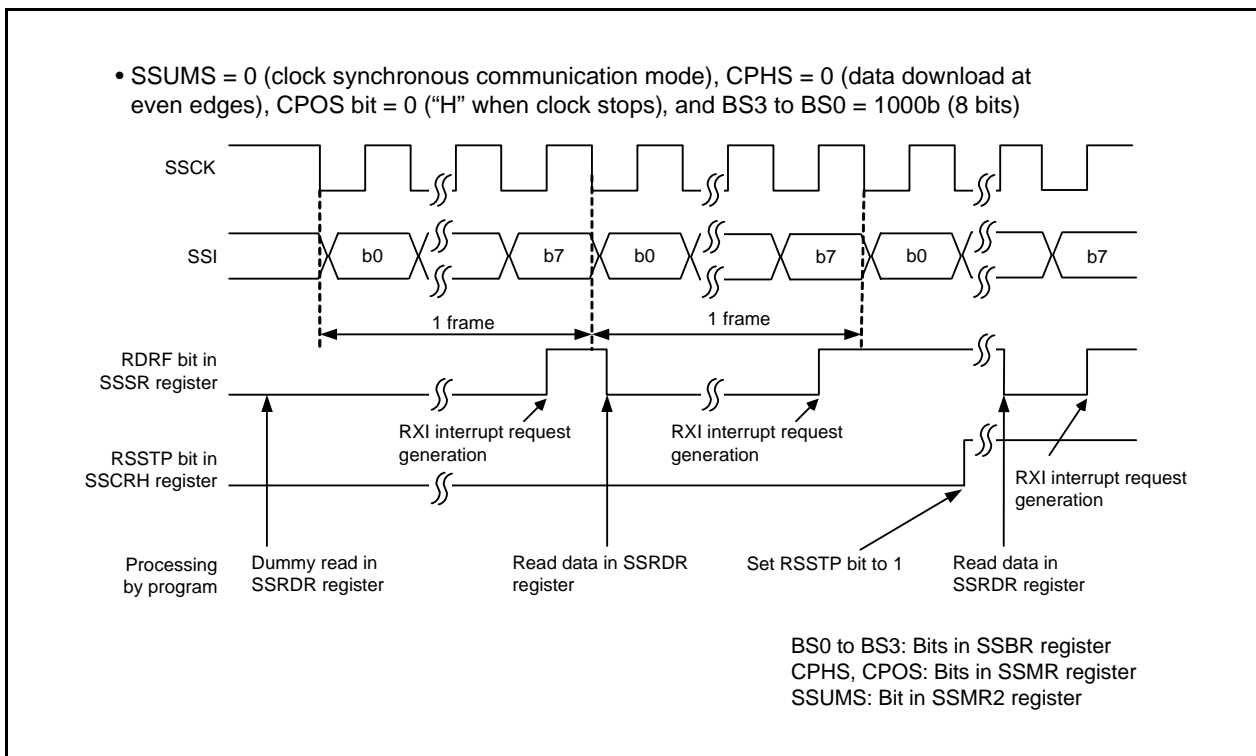 • SSUMS = 0 (clock synchronous communication mode), CPHS = 0 (data download at
even edges), CPOS bit = 0 (“H” when clock stops), and BS3 to BS0 = 1000b (8 bits)
SSCK
SSI
b0
b7
b0
b7
b0
b7
1 frame
1 frame
RDRF bit in
SSSR register
RXI interrupt request
generation
RXI interrupt request
generation
RSSTP bit in
SSCRH register
RXI interrupt request
generation
Processing
by program
Dummy read in
SSRDR register
Read data in SSRDR
register
Set RSSTP bit to 1
Read data in
SSRDR register
BS0 to BS3: Bits in SSBR register
CPHS, CPOS: Bits in SSMR register
SSUMS: Bit in SSMR2 register